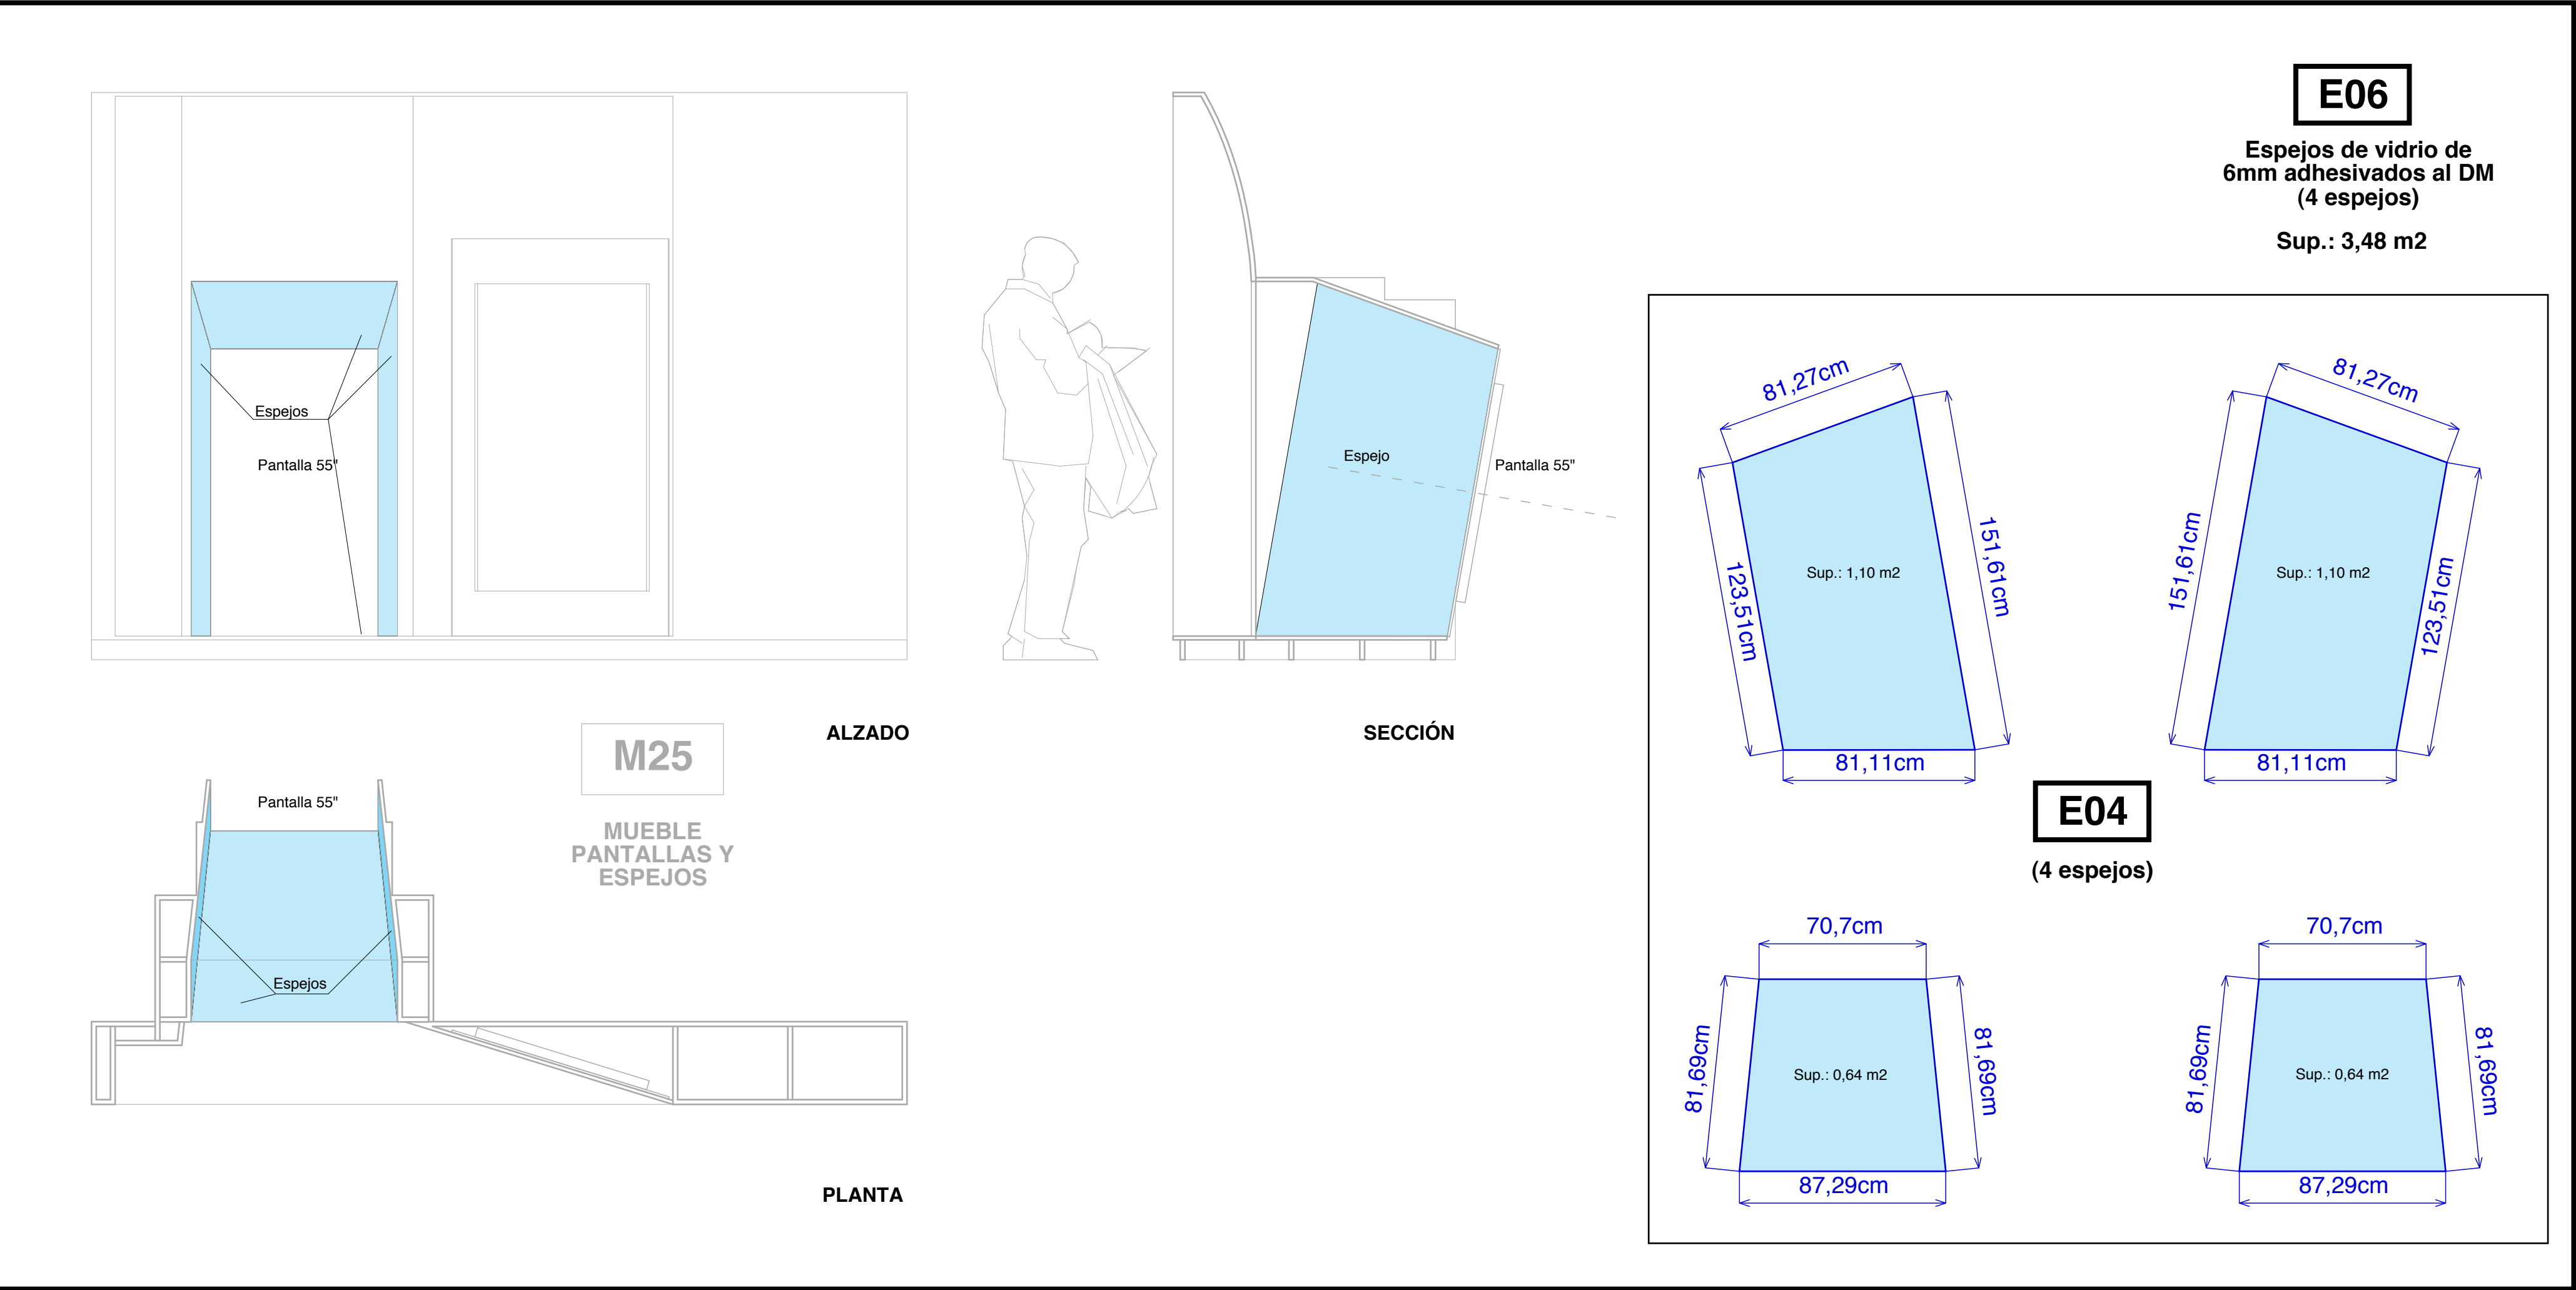 E06
Espejos de vidrio de
6mm adhesivados al DM
(4 espejos)
Sup.: 3,48 m2
Espejos
Pantalla 55"
Espejo
Pantalla 55"
ALZADO
SECCIÓN
M25
MUEBLE
PANTALLAS Y
ESPEJOS
Pantalla 55"
Espejos
PLANTA
81,27cm
123,51cm
151,61cm
Sup.: 1,10 m2
81,11cm
81,27cm
151,61cm
123,51cm
Sup.: 1,10 m2
81,11cm
E04
(4 espejos)
70,7cm
81,69cm
81,69cm
Sup.: 0,64 m2
87,29cm
70,7cm
81,69cm
81,69cm
Sup.: 0,64 m2
87,29cm